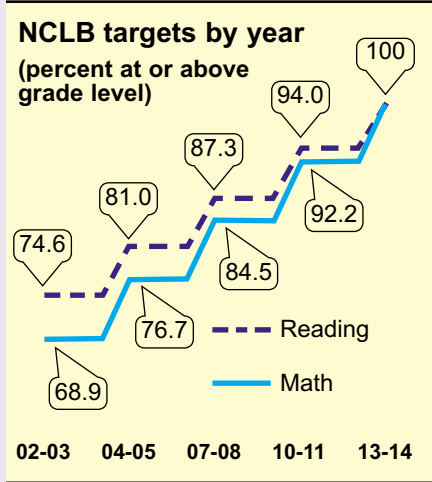 NCLB targets by year
(percent at or above
grade level)
100
94.0
87.3
81.0
74.6
92.2
84.5
76.7
68.9
Reading
Math
02-03 04-05 07-08 10-11 13-14